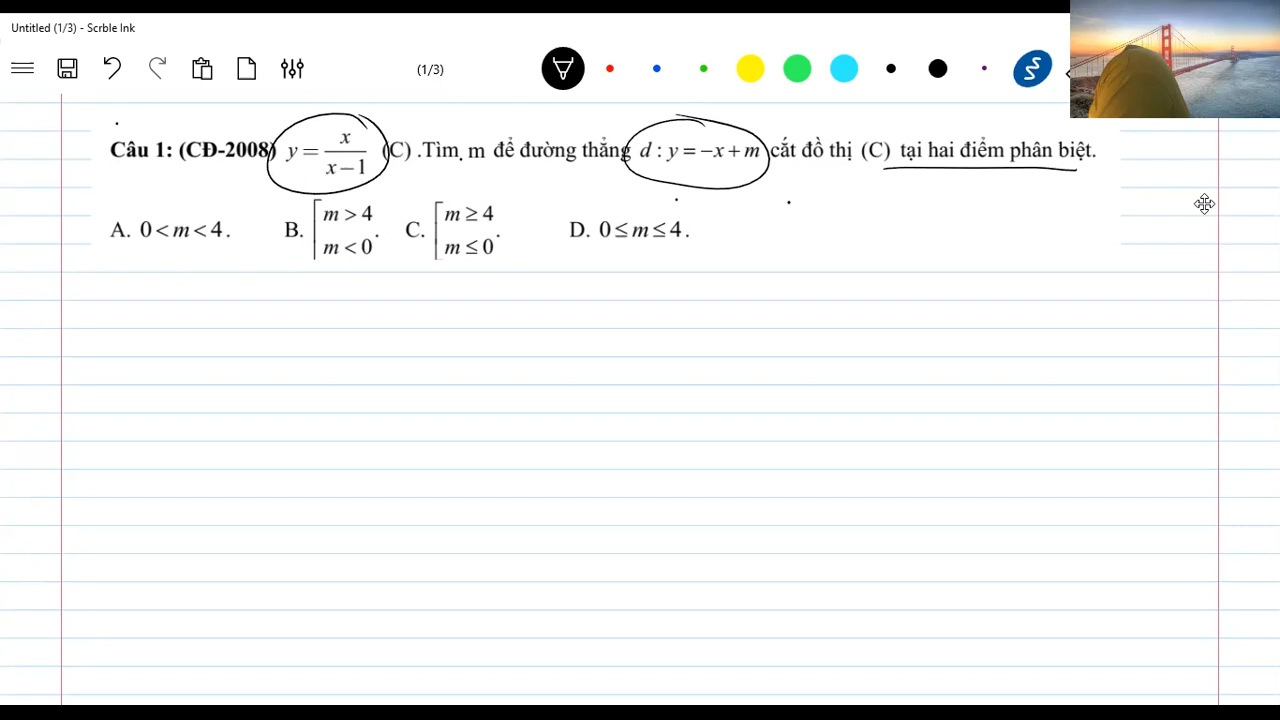 Untitled (1/3) - Scrble Ink
(1/3)
Câu 1: (CĐ-2008) y = x/(x−1) (C) .Tìm m để đường thẳng d : y = −x + m cắt đồ thị (C) tại hai điểm phân biệt.
A. 0 < m < 4 . B. [m > 4 m < 0 . C. [m ≥ 4 m ≤ 0 . D. 0 ≤ m ≤ 4 .